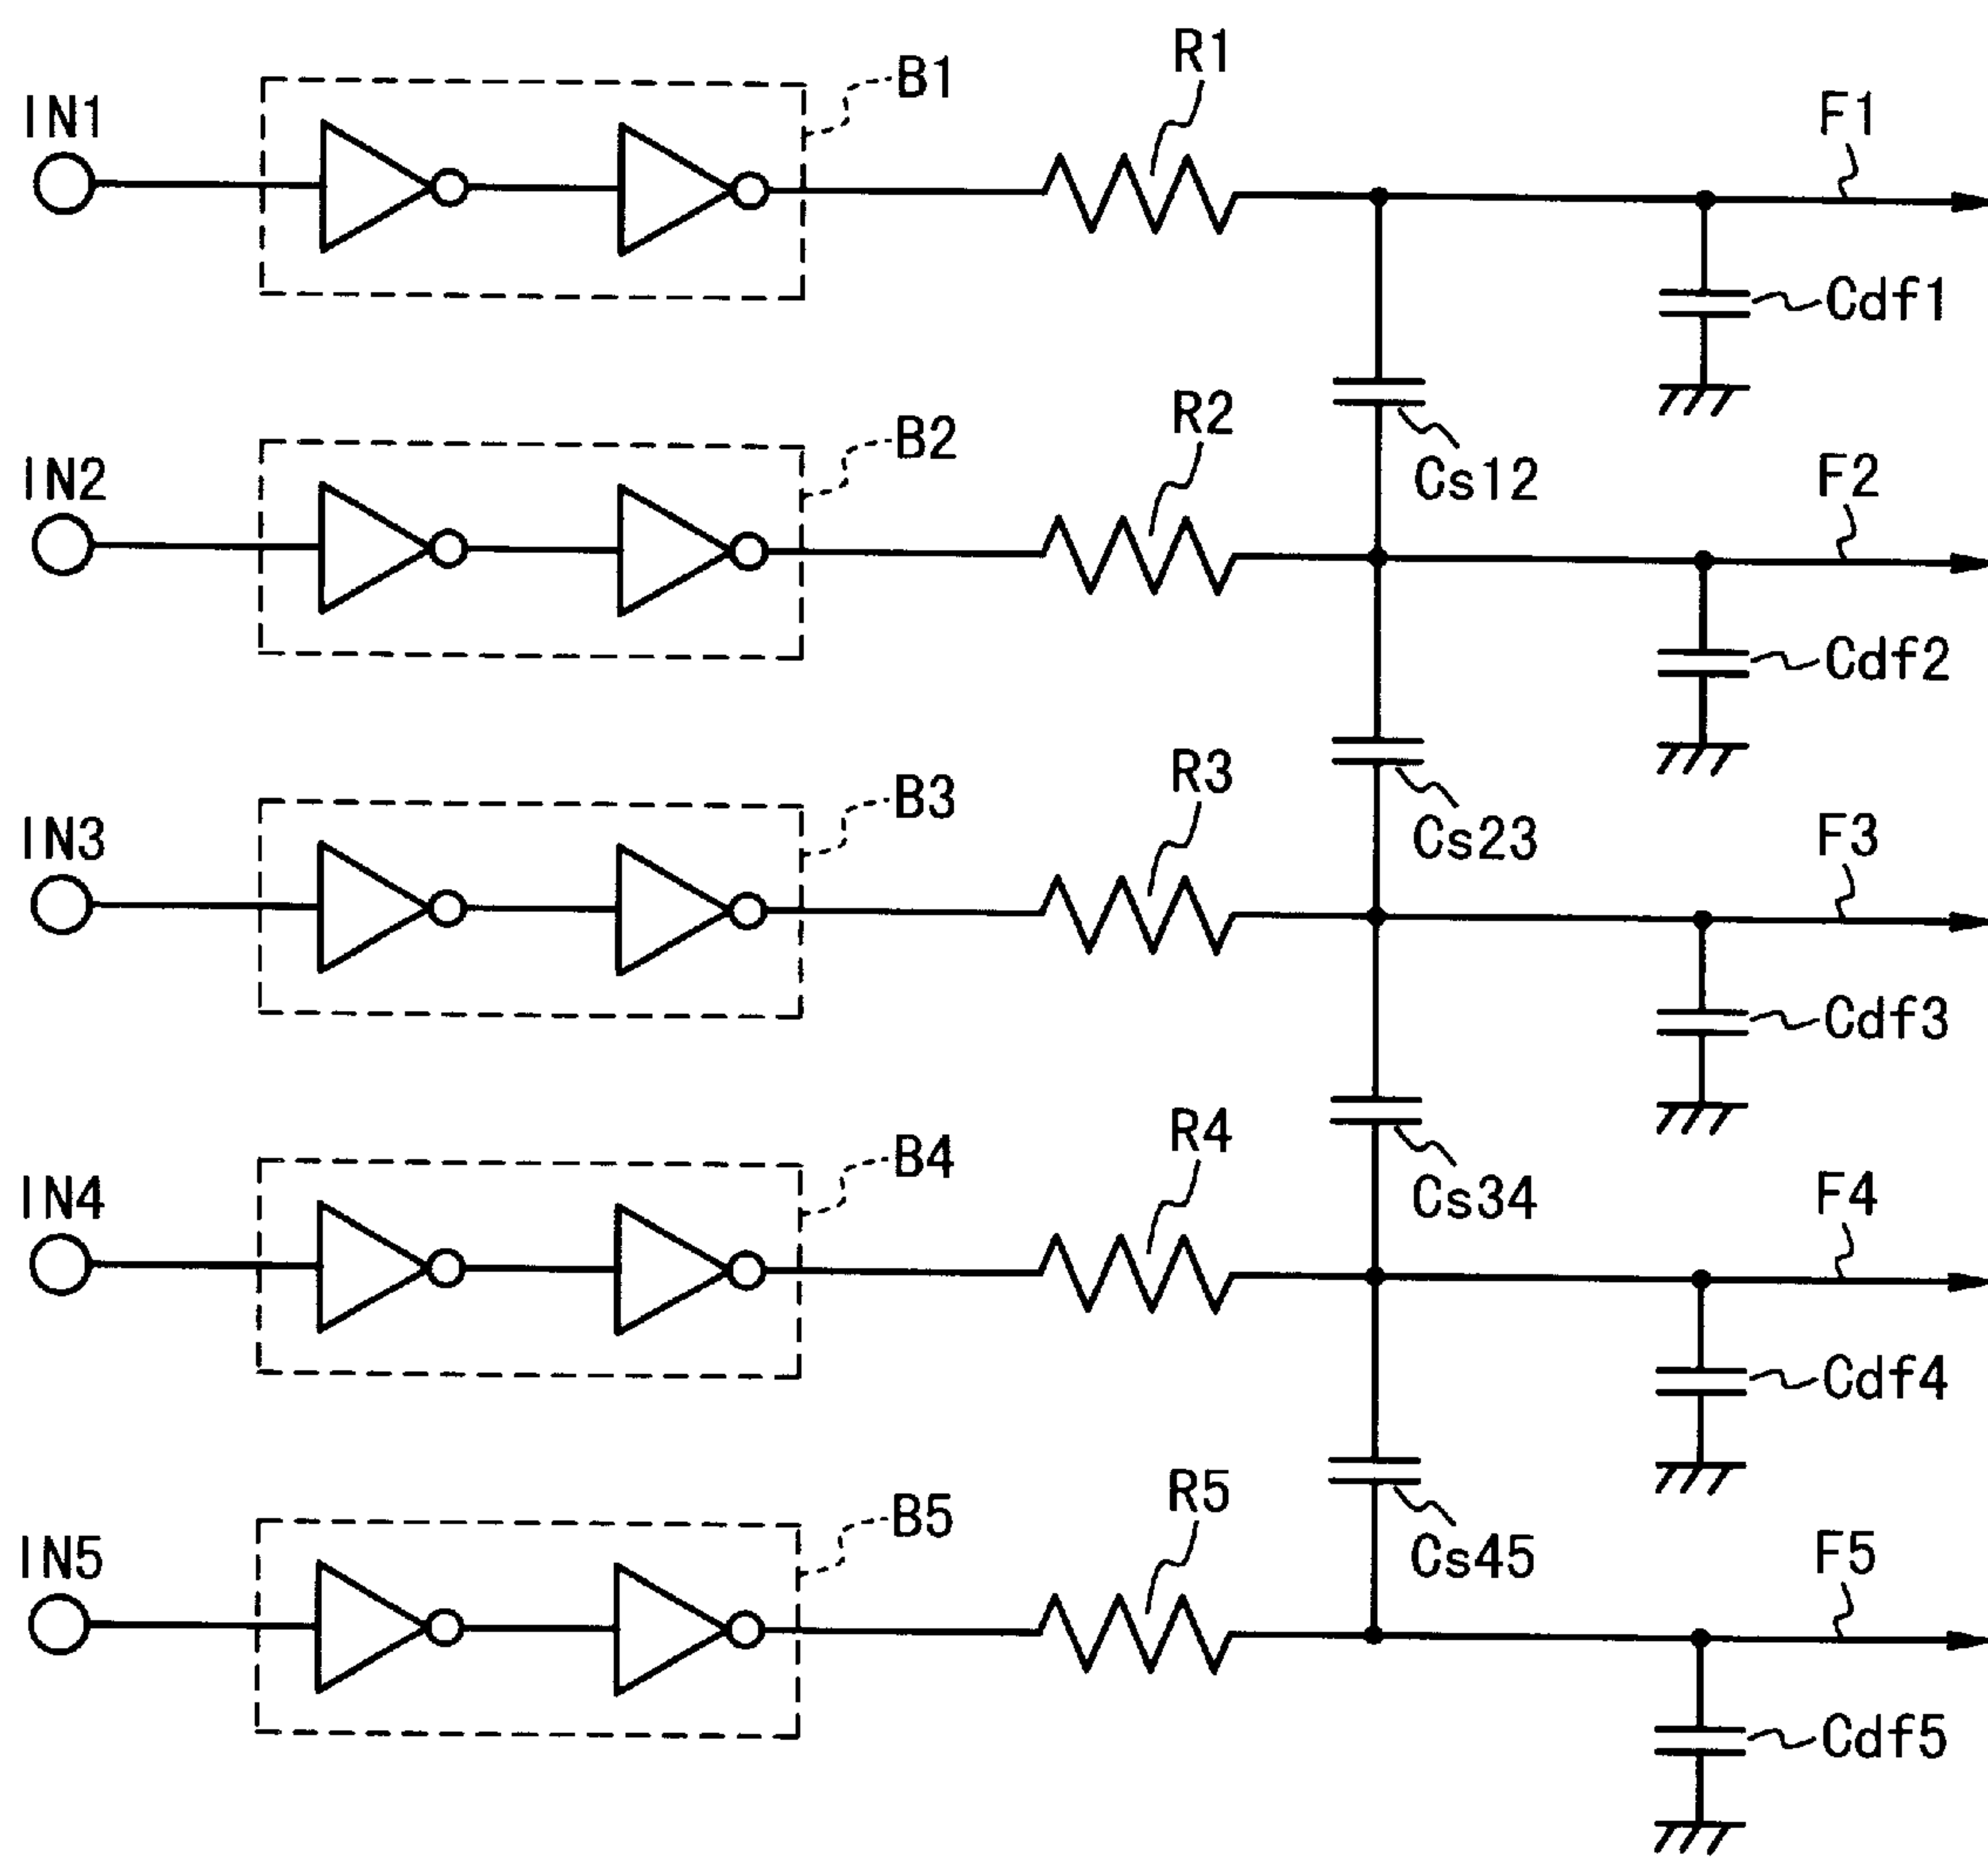 IN1
B1
R1
F1
Cdf1
Cs12
IN2
B2
R2
F2
Cdf2
Cs23
IN3
B3
R3
F3
Cdf3
Cs34
IN4
B4
R4
F4
Cdf4
Cs45
IN5
B5
R5
F5
Cdf5